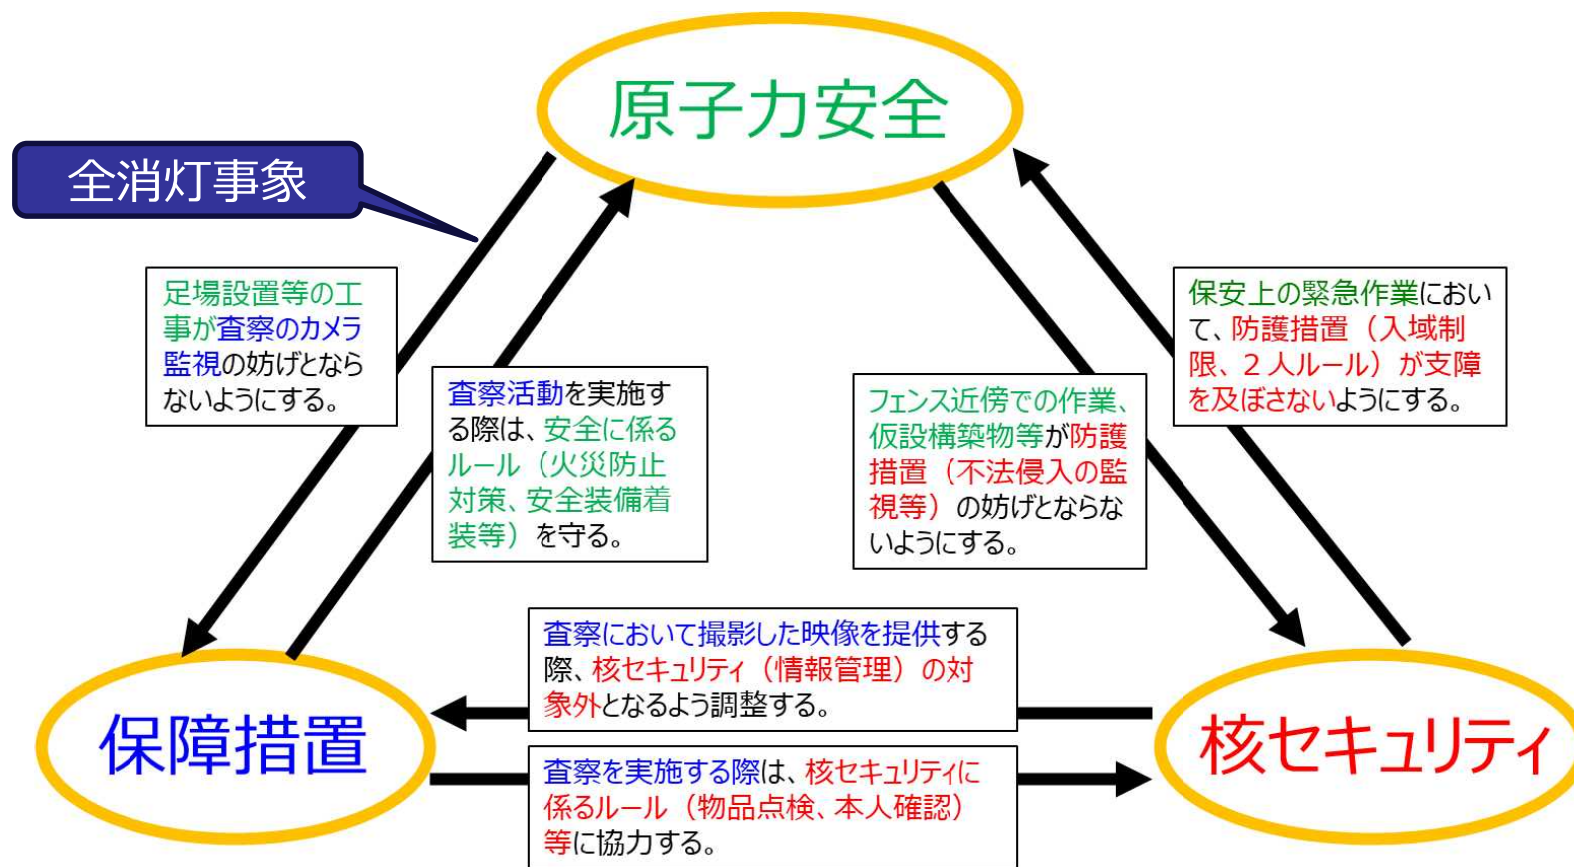 原子力安全
全消灯事象
足場設置等の工
事が査察のカメラ
監視の妨げとなら
ないようにする。
査察活動を実施す
る際は、安全に係る
ルール（火災防止
対策、安全装備着
装等）を守る。
フェンス近傍での作業、
仮設構築物等が防護
措置（不法侵入の監
視等）の妨げとならな
いようにする。
保安上の緊急作業におい
て、防護措置（入域制
限、２人ルール）が支障
を及ぼさないようにする。
査察において撮影した映像を提供する
際、核セキュリティ（情報管理）の対
象外となるよう調整する。
保障措置
核セキュリティ
査察を実施する際は、核セキュリティに
係るルール（物品点検、本人確認）
等に協力する。